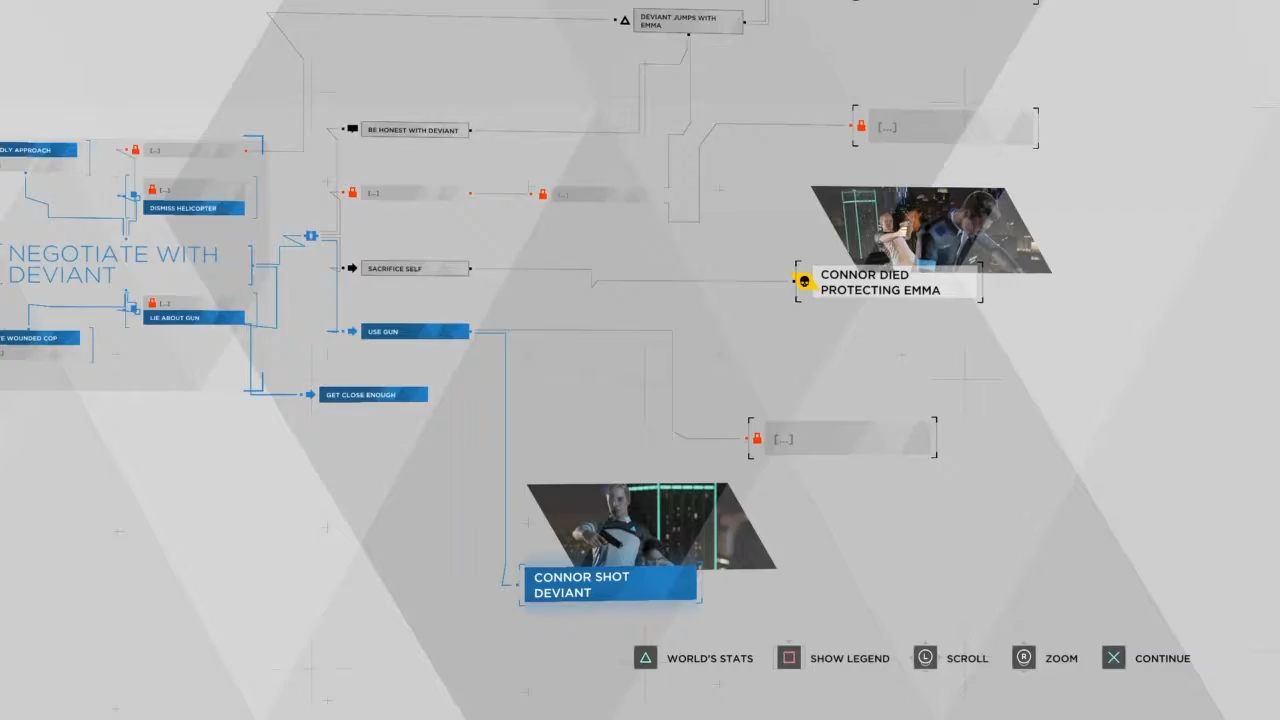 DEVIANT JUMPS WITH
EMMA
BE HONEST WITH DEVIANT
[...]
DLY APPROACH
[...]
[...]
DISMISS HELICOPTER
[...]
[...]
NEGOTIATE WITH
DEVIANT
SACRIFICE SELF
CONNOR DIED
PROTECTING EMMA
[...]
LIE ABOUT GUN
USE GUN
E WOUNDED COP
GET CLOSE ENOUGH
[...]
CONNOR SHOT
DEVIANT
WORLD'S STATS
SHOW LEGEND
L
SCROLL
R
ZOOM
CONTINUE